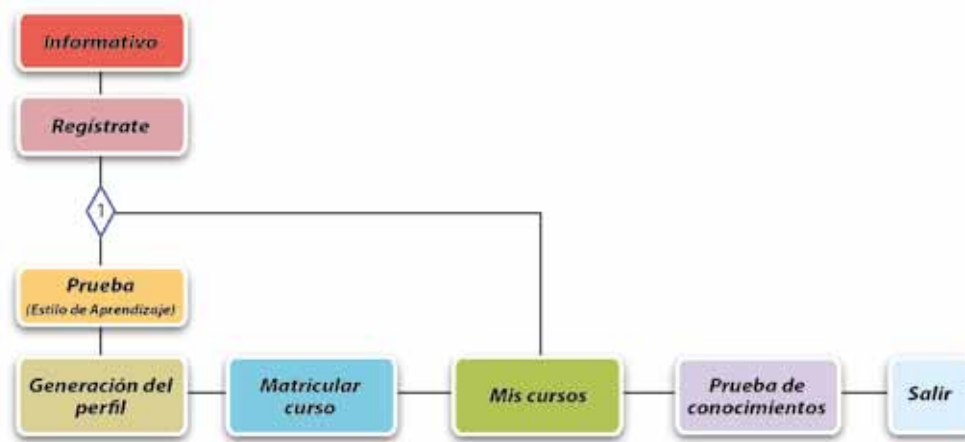 Informativo
Regístrate
1
Prueba
(Estilo de Aprendizaje)
Generación del
perfil
Matricular
curso
Mis cursos
Prueba de
conocimientos
Salir